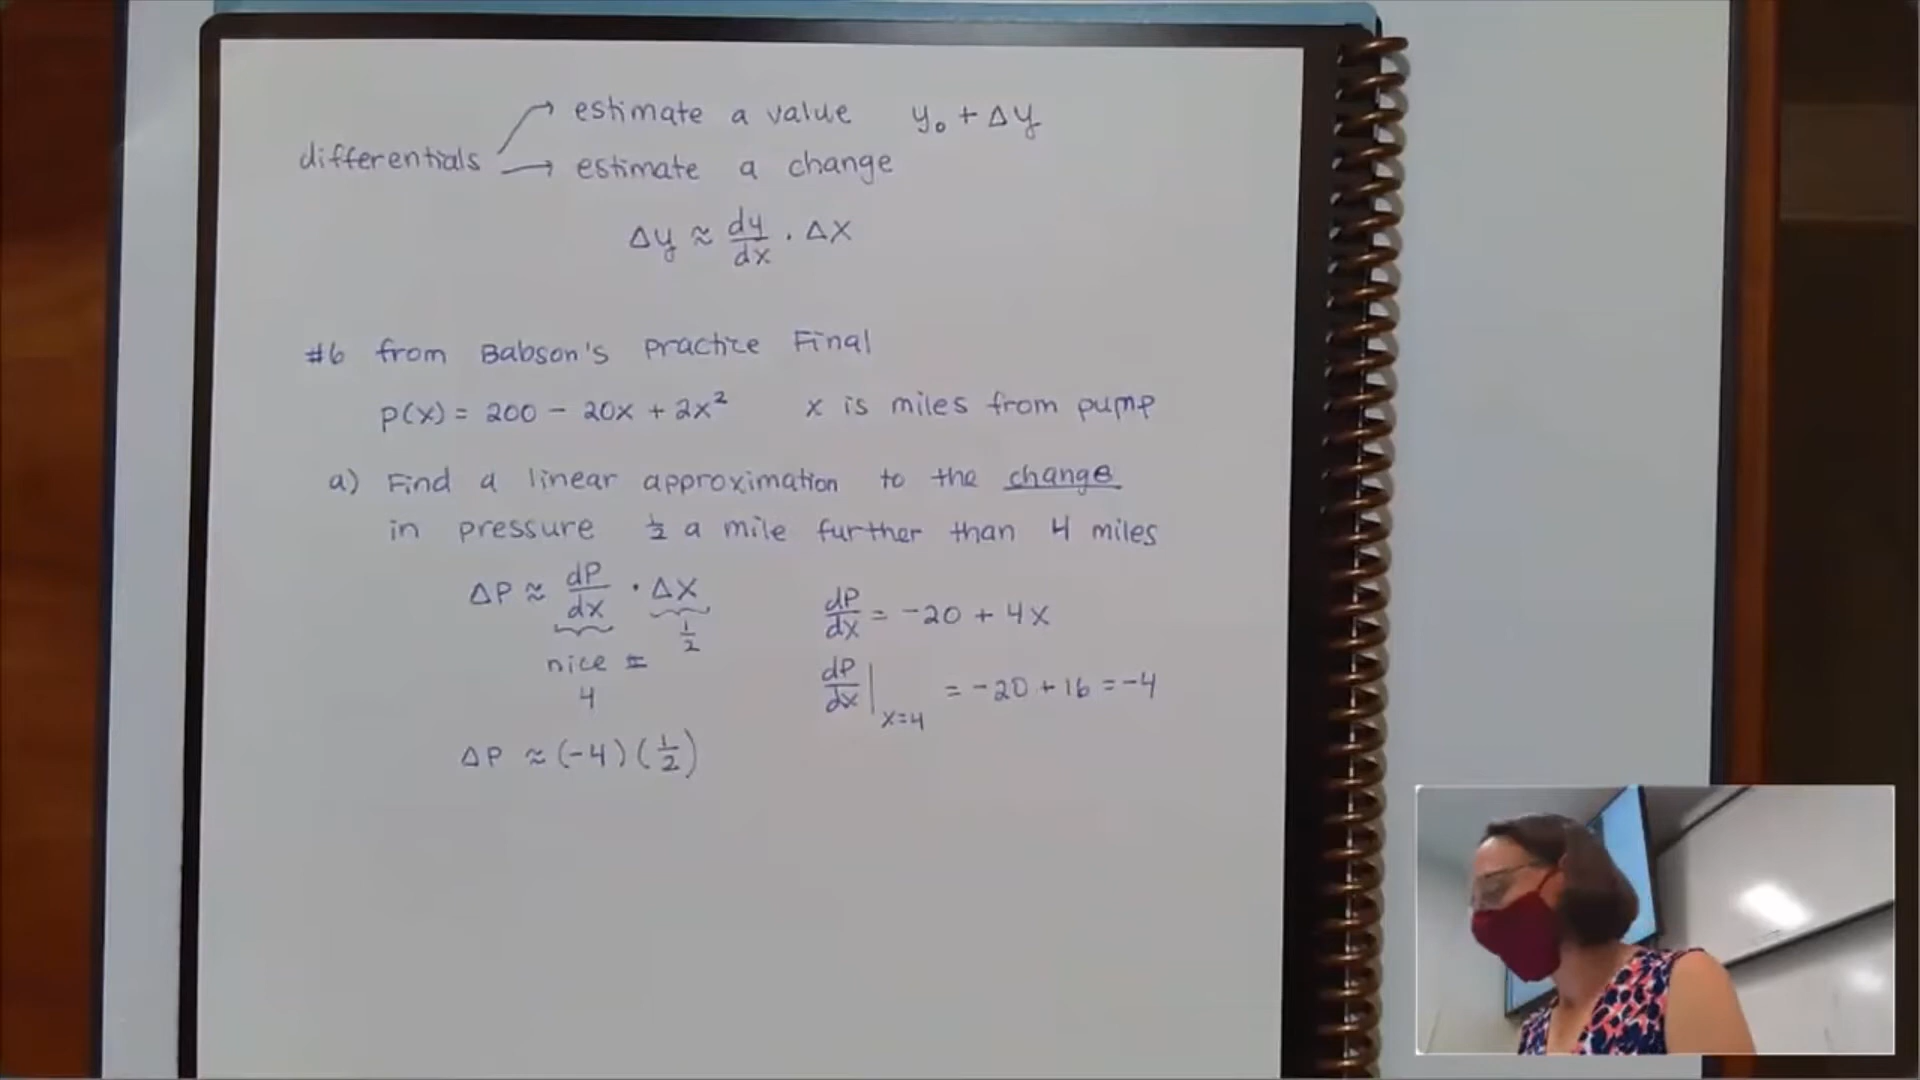 differentials → estimate a value y₀ + Δy
→ estimate a change
Δy ≈ dy/dx · Δx
#6 from Babson's Practice Final
P(x) = 200 - 20x + 2x² x is miles from pump
a) Find a linear approximation to the change
in pressure ½ a mile further than 4 miles
ΔP ≈ dP/dx · Δx
1/2
nice #
4
dP/dx = -20 + 4x
dP/dx |x=4 = -20 + 16 = -4
ΔP ≈ (-4)(1/2)